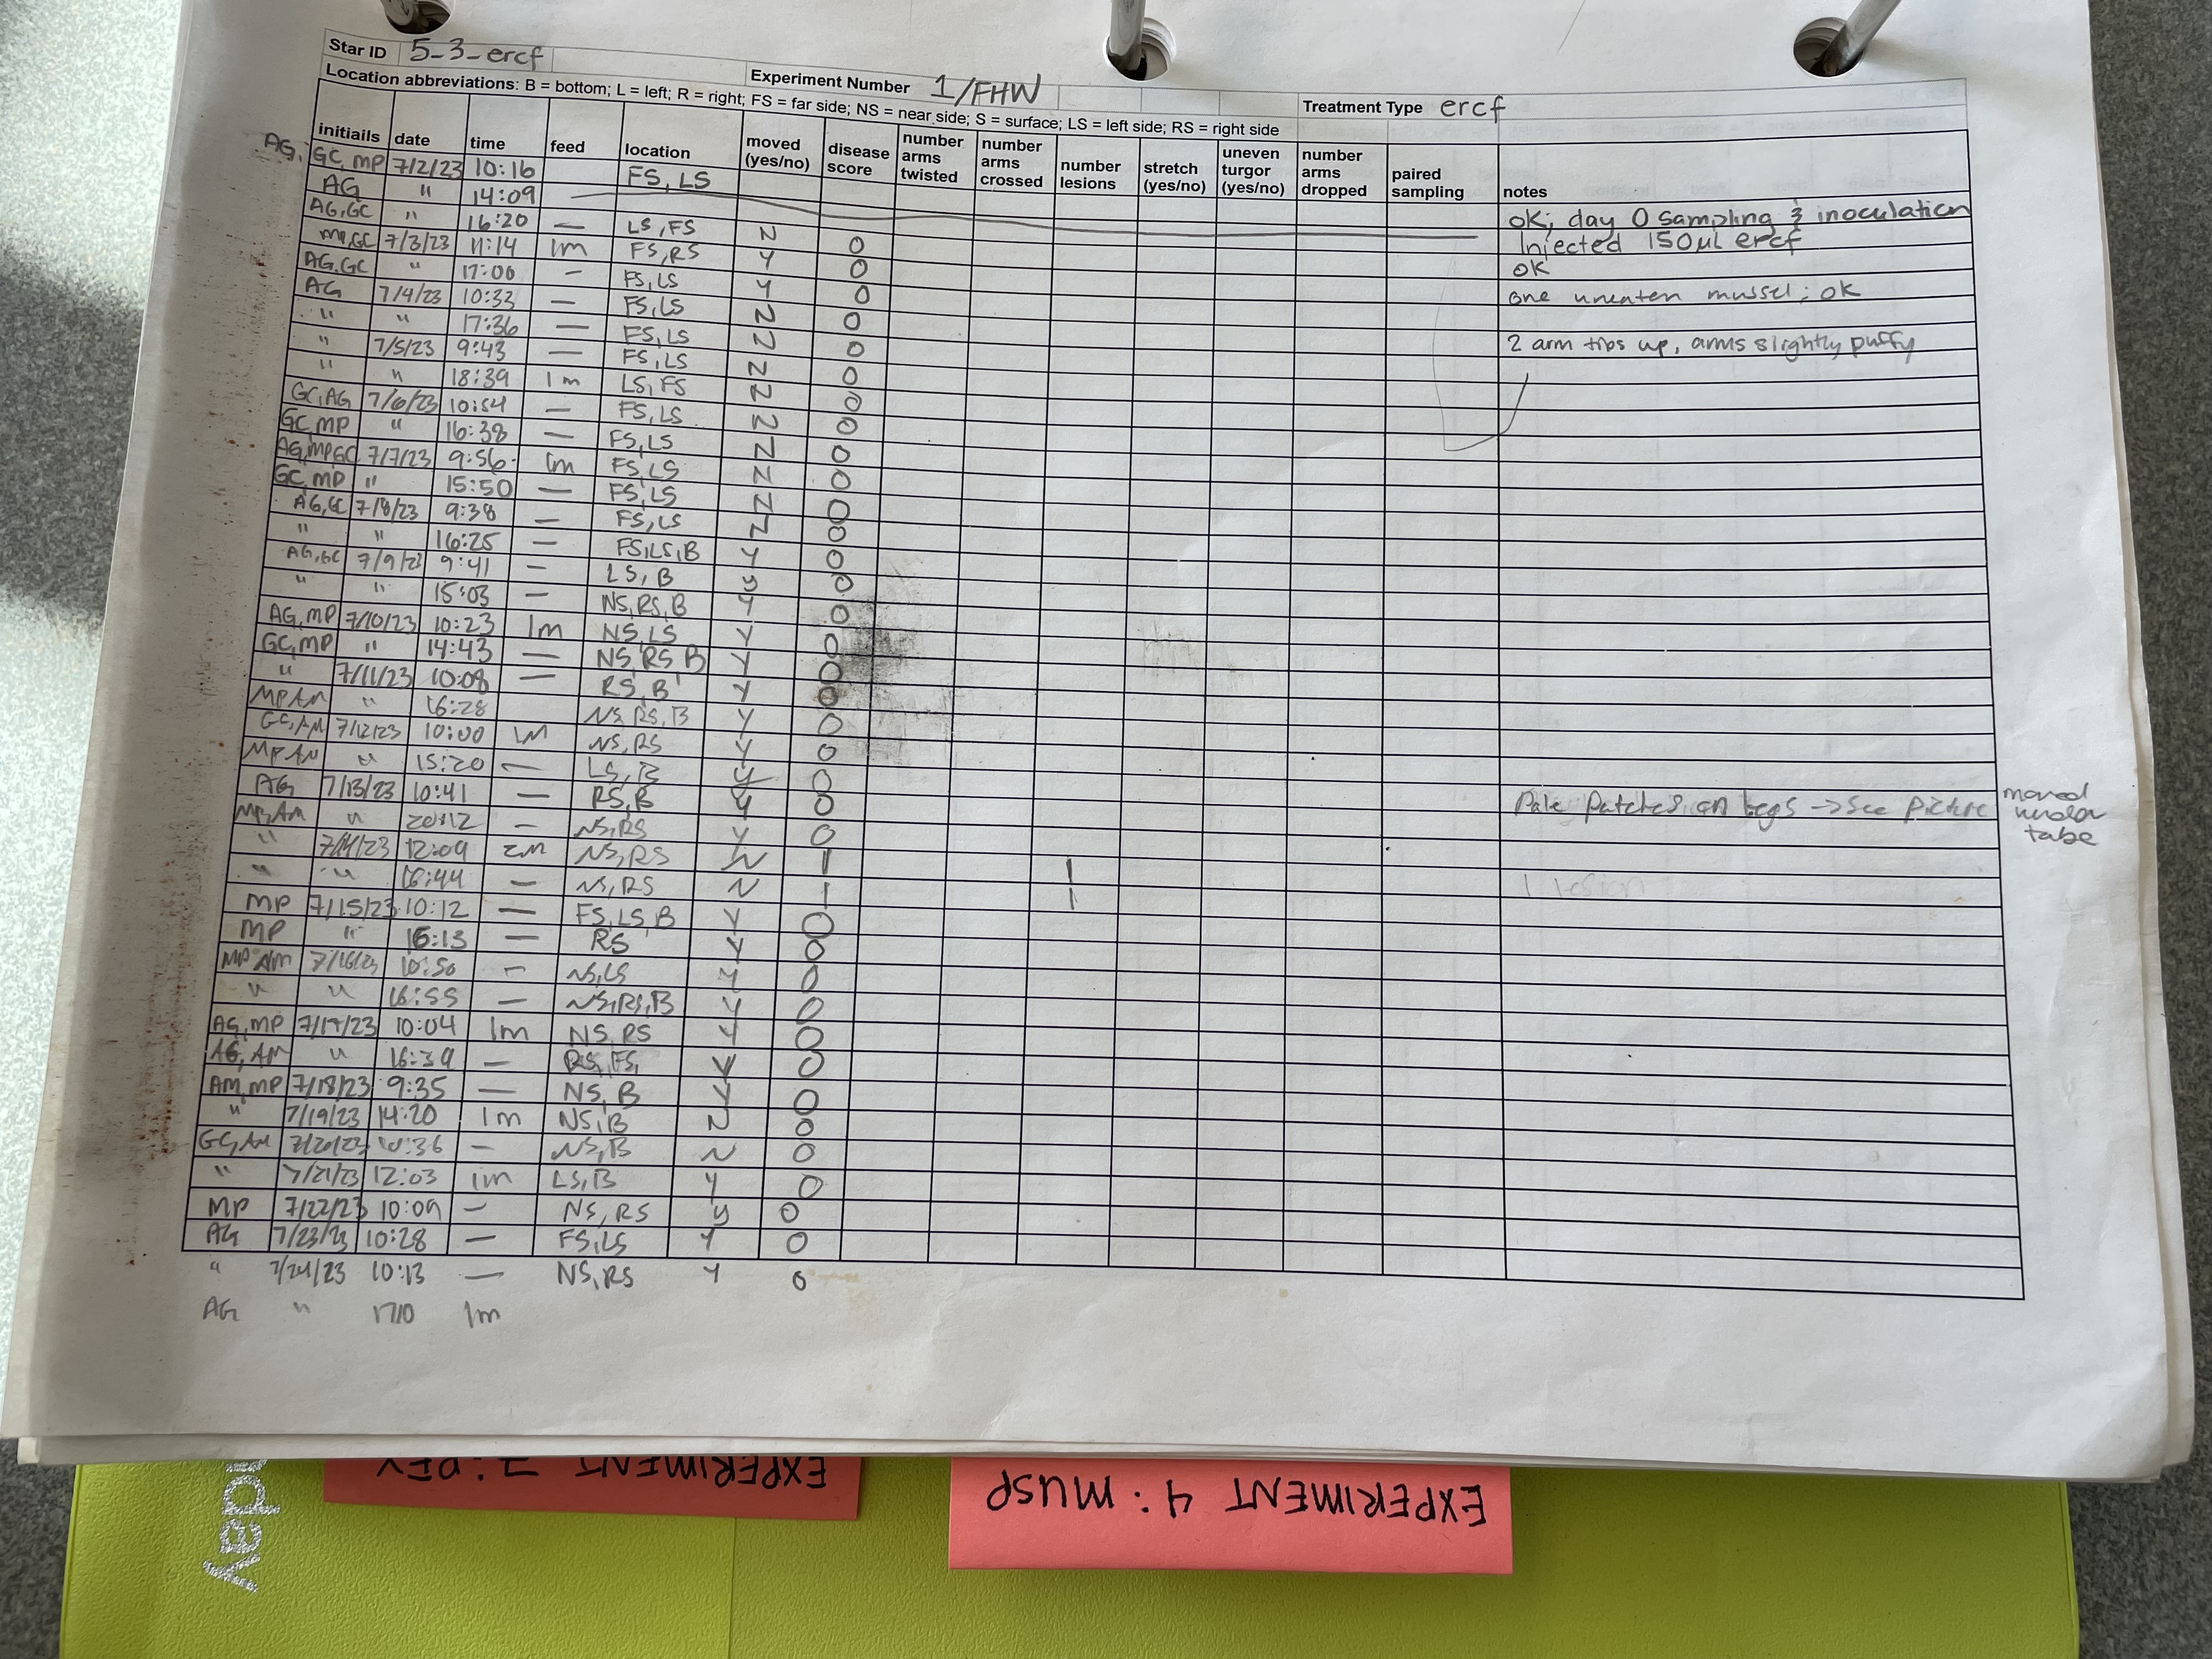 Star ID 5-3-ercf Experiment Number 1/FHW Treatment Type ercf
Location abbreviations: B = bottom; L = left; R = right; FS = far side; NS = near side; S = surface; LS = left side; RS = right side
initiails date time feed location moved (yes/no) disease score number arms twisted number arms crossed number lesions stretch (yes/no) uneven turgor (yes/no) number arms dropped paired sampling notes
AG, GC, MP 7/2/23 10:16 FS, LS OK; day 0 sampling & inoculation
AG " 14:09 — Injected 150µL ercf
AG, GC " 16:20 — LS, FS N 0 OK
MP, GC 7/3/23 11:14 1m FS, RS Y 0 one uneaten mussel; OK
AG, GC " 17:00 — FS, LS Y 0
AG 7/4/23 10:33 — FS, LS N 0 2 arm tips up, arms slightly puffy
" " 17:36 — FS, LS N 0
" 7/5/23 9:43 — FS, LS N 0
" " 18:39 1m LS, FS N 0
GC, AG 7/6/23 10:54 — FS, LS N 0
GC, MP " 16:38 — FS, LS N 0
AG, MP, GC 7/7/23 9:56 1m FS, LS N 0
GC, MP " 15:50 — FS, LS N 0
AG, GC 7/8/23 9:38 — FS, LS N 0
" " 16:25 — FS, LS, B Y 0
AG, GC 7/9/23 9:41 — LS, B y 0
" " 15:03 — NS, RS, B Y 0
AG, MP 7/10/23 10:23 1m NS, LS Y 0
GC, MP " 14:43 — NS, RS, B Y 0
" 7/11/23 10:08 — RS, B Y 0
MP, AM " 16:28 NS, RS, B Y 0
GC, AM 7/12/23 10:00 1M NS, RS Y 0
MP, AM " 15:20 — LS, B y 0
AG 7/13/23 10:41 — RS, B y 0 Pale patches on legs → see picture moved under tube
MP, AM " 20:12 — NS, RS Y 0
" 7/14/23 12:09 2M NS, RS N 1 1
" " 16:44 — NS, RS N 1 1 1 lesion
MP 7/15/23 10:12 — FS, LS, B Y 0
MP " 16:13 — RS Y 0
MP, AM 7/16/23 10:50 — NS, LS Y 0
" " 16:55 — NS, RS, B Y 0
AG, MP 7/17/23 10:04 1m NS, RS Y 0
AG, AM " 16:39 — RS, FS, Y 0
AM, MP 7/18/23 9:35 — NS, B Y 0
" 7/19/23 14:20 1m NS, B N 0
GC, AM 7/20/23 10:36 — NS, B N 0
" 7/21/23 12:03 1m LS, B y 0
MP 7/22/23 10:09 — NS, RS y 0
AG 7/23/23 10:28 — FS, LS Y 0
" 7/24/23 10:13 — NS, RS Y 0
AG " 1710 1m
EXPERIMENT 4: MUSP